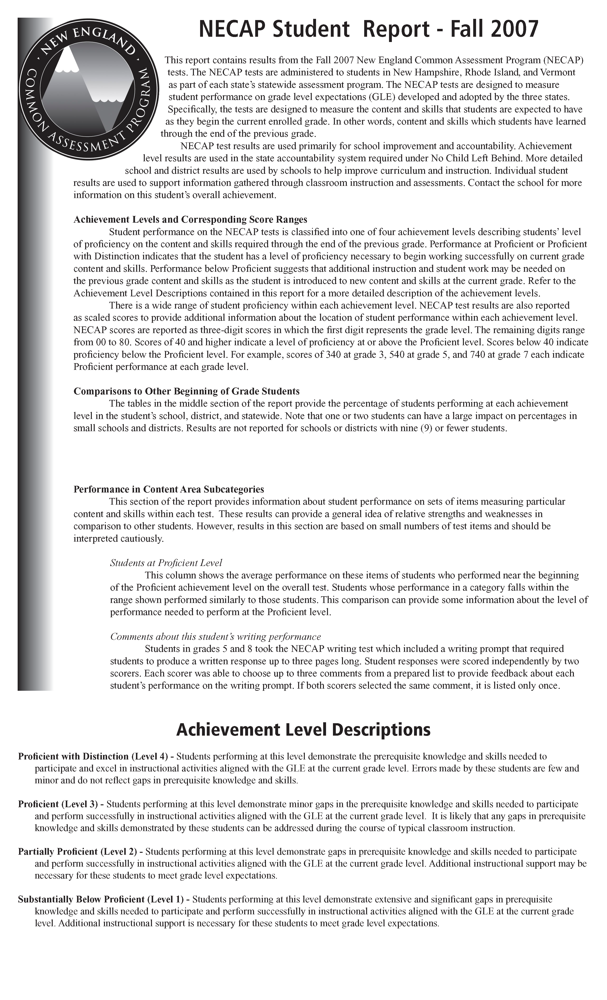 NECAP Student Report - Fall 2007
NEW ENGLAND
COMMON ASSESSMENT PROGRAM
This report contains results from the Fall 2007 New England Common Assessment Program (NECAP)
tests. The NECAP tests are administered to students in New Hampshire, Rhode Island, and Vermont
as part of each state’s statewide assessment program. The NECAP tests are designed to measure
student performance on grade level expectations (GLE) developed and adopted by the three states.
Specifically, the tests are designed to measure the content and skills that students are expected to have
as they begin the current enrolled grade. In other words, content and skills which students have learned
through the end of the previous grade.
NECAP test results are used primarily for school improvement and accountability. Achievement
level results are used in the state accountability system required under No Child Left Behind. More detailed
school and district results are used by schools to help improve curriculum and instruction. Individual student
results are used to support information gathered through classroom instruction and assessments. Contact the school for more
information on this student’s overall achievement.
Achievement Levels and Corresponding Score Ranges
Student performance on the NECAP tests is classified into one of four achievement levels describing students’ level
of proficiency on the content and skills required through the end of the previous grade. Performance at Proficient or Proficient
with Distinction indicates that the student has a level of proficiency necessary to begin working successfully on current grade
content and skills. Performance below Proficient suggests that additional instruction and student work may be needed on
the previous grade content and skills as the student is introduced to new content and skills at the current grade. Refer to the
Achievement Level Descriptions contained in this report for a more detailed description of the achievement levels.
There is a wide range of student proficiency within each achievement level. NECAP test results are also reported
as scaled scores to provide additional information about the location of student performance within each achievement level.
NECAP scores are reported as three-digit scores in which the first digit represents the grade level. The remaining digits range
from 00 to 80. Scores of 40 and higher indicate a level of proficiency at or above the Proficient level. Scores below 40 indicate
proficiency below the Proficient level. For example, scores of 340 at grade 3, 540 at grade 5, and 740 at grade 7 each indicate
Proficient performance at each grade level.
Comparisons to Other Beginning of Grade Students
The tables in the middle section of the report provide the percentage of students performing at each achievement
level in the student’s school, district, and statewide. Note that one or two students can have a large impact on percentages in
small schools and districts. Results are not reported for schools or districts with nine (9) or fewer students.
Performance in Content Area Subcategories
This section of the report provides information about student performance on sets of items measuring particular
content and skills within each test.  These results can provide a general idea of relative strengths and weaknesses in
comparison to other students. However, results in this section are based on small numbers of test items and should be
interpreted cautiously.
Students at Proficient Level
This column shows the average performance on these items of students who performed near the beginning
of the Proficient achievement level on the overall test. Students whose performance in a category falls within the
range shown performed similarly to those students. This comparison can provide some information about the level of
performance needed to perform at the Proficient level.
Comments about this student’s writing performance
Students in grades 5 and 8 took the NECAP writing test which included a writing prompt that required
students to produce a written response up to three pages long. Student responses were scored independently by two
scorers. Each scorer was able to choose up to three comments from a prepared list to provide feedback about each
student’s performance on the writing prompt. If both scorers selected the same comment, it is listed only once.
Achievement Level Descriptions
Proficient with Distinction (Level 4) - Students performing at this level demonstrate the prerequisite knowledge and skills needed to
participate and excel in instructional activities aligned with the GLE at the current grade level. Errors made by these students are few and
minor and do not reflect gaps in prerequisite knowledge and skills.
Proficient (Level 3) - Students performing at this level demonstrate minor gaps in the prerequisite knowledge and skills needed to participate
and perform successfully in instructional activities aligned with the GLE at the current grade level.  It is likely that any gaps in prerequisite
knowledge and skills demonstrated by these students can be addressed during the course of typical classroom instruction.
Partially Proficient (Level 2) - Students performing at this level demonstrate gaps in prerequisite knowledge and skills needed to participate
and perform successfully in instructional activities aligned with the GLE at the current grade level. Additional instructional support may be
necessary for these students to meet grade level expectations.
Substantially Below Proficient (Level 1) - Students performing at this level demonstrate extensive and significant gaps in prerequisite
knowledge and skills needed to participate and perform successfully in instructional activities aligned with the GLE at the current grade
level. Additional instructional support is necessary for these students to meet grade level expectations.